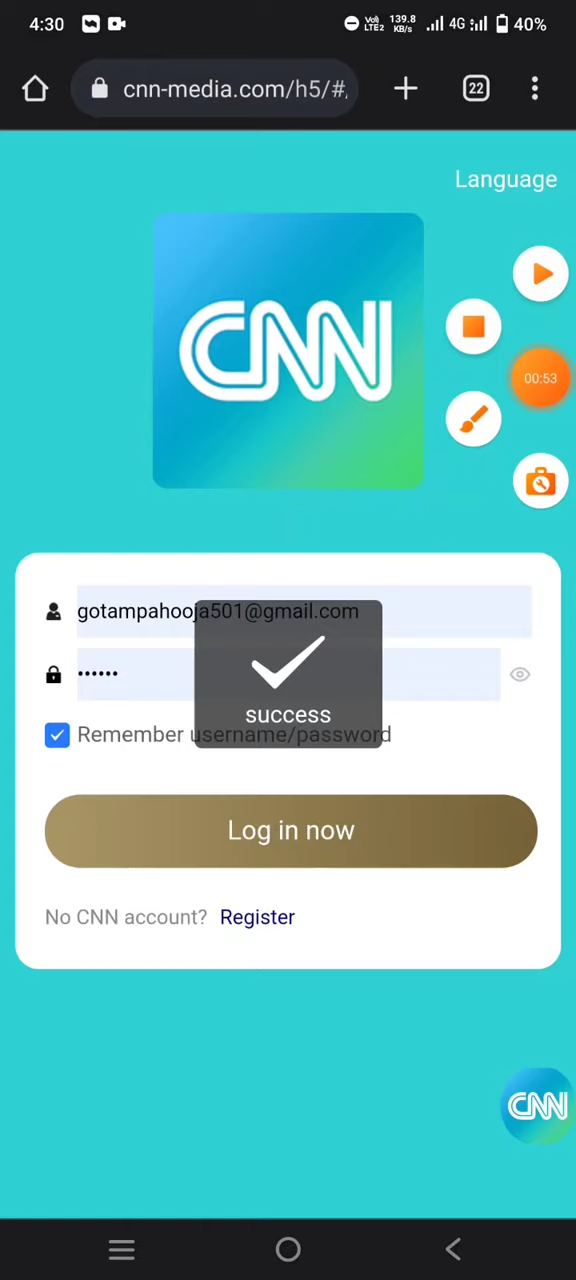 4:30 Vo) LTE2 139.8 KB/s 4G 40%
cnn-media.com/h5/#/
22
Language
CNN
00:53
gotampahooja501@gmail.com
••••••
success
Remember username/password
Log in now
No CNN account? Register
CNN